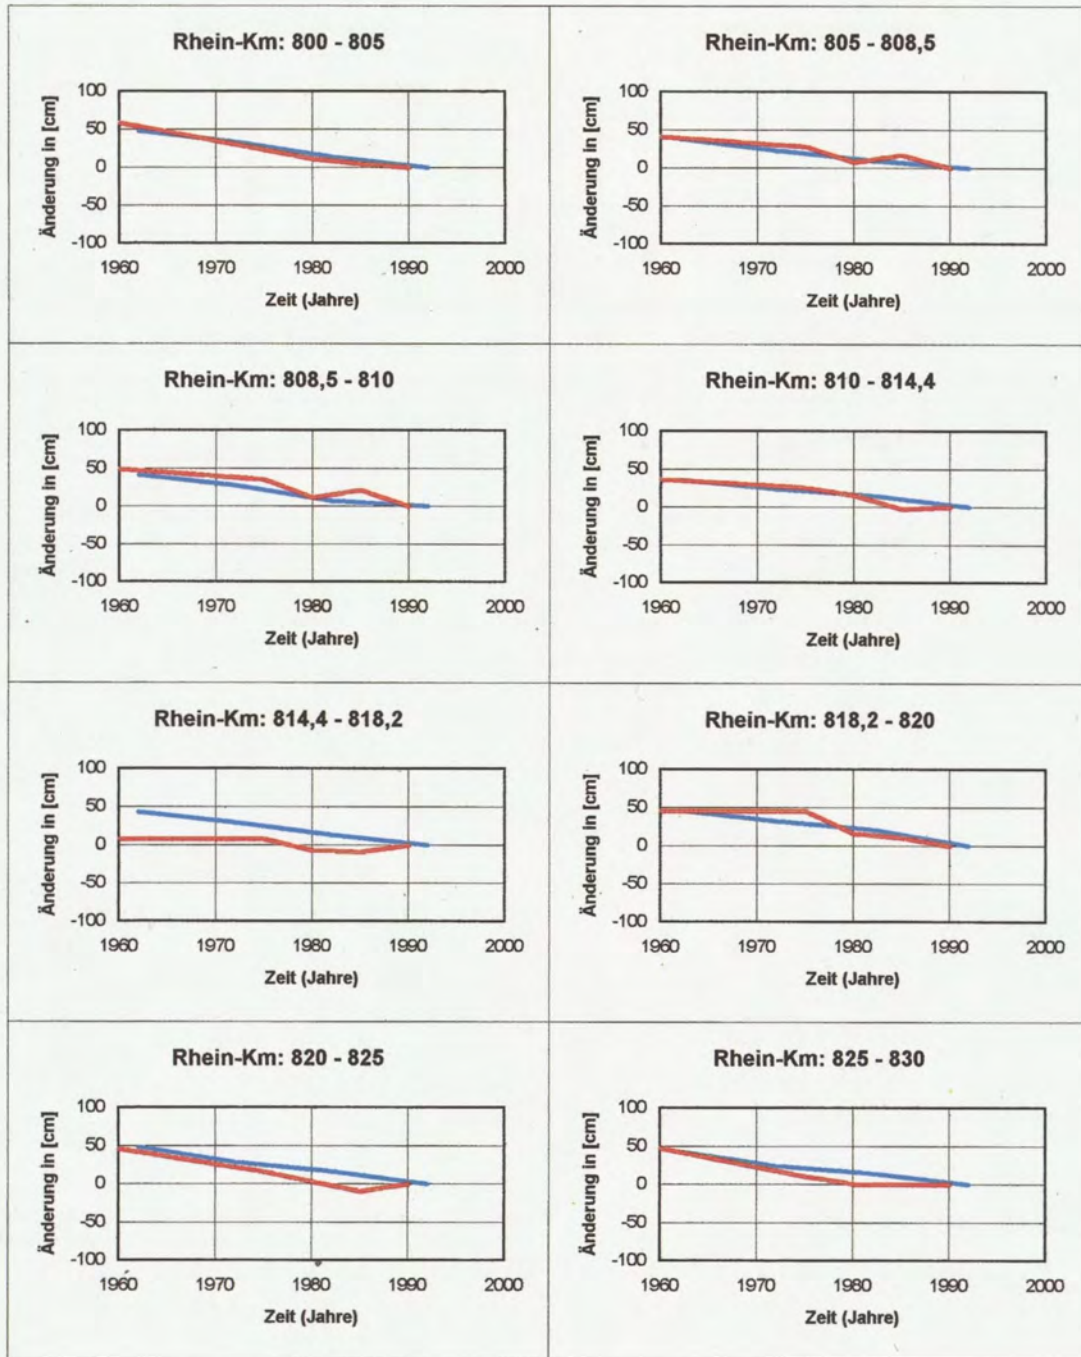 Rhein-Km: 800 - 805
Änderung in [cm]
100
50
0
-50
-100
1960 1970 1980 1990 2000
Zeit (Jahre)
Rhein-Km: 805 - 808,5
Änderung in [cm]
100
50
0
-50
-100
1960 1970 1980 1990 2000
Zeit (Jahre)
Rhein-Km: 808,5 - 810
Änderung in [cm]
100
50
0
-50
-100
1960 1970 1980 1990 2000
Zeit (Jahre)
Rhein-Km: 810 - 814,4
Änderung in [cm]
100
50
0
-50
-100
1960 1970 1980 1990 2000
Zeit (Jahre)
Rhein-Km: 814,4 - 818,2
Änderung in [cm]
100
50
0
-50
-100
1960 1970 1980 1990 2000
Zeit (Jahre)
Rhein-Km: 818,2 - 820
Änderung in [cm]
100
50
0
-50
-100
1960 1970 1980 1990 2000
Zeit (Jahre)
Rhein-Km: 820 - 825
Änderung in [cm]
100
50
0
-50
-100
1960 1970 1980 1990 2000
Zeit (Jahre)
Rhein-Km: 825 - 830
Änderung in [cm]
100
50
0
-50
-100
1960 1970 1980 1990 2000
Zeit (Jahre)